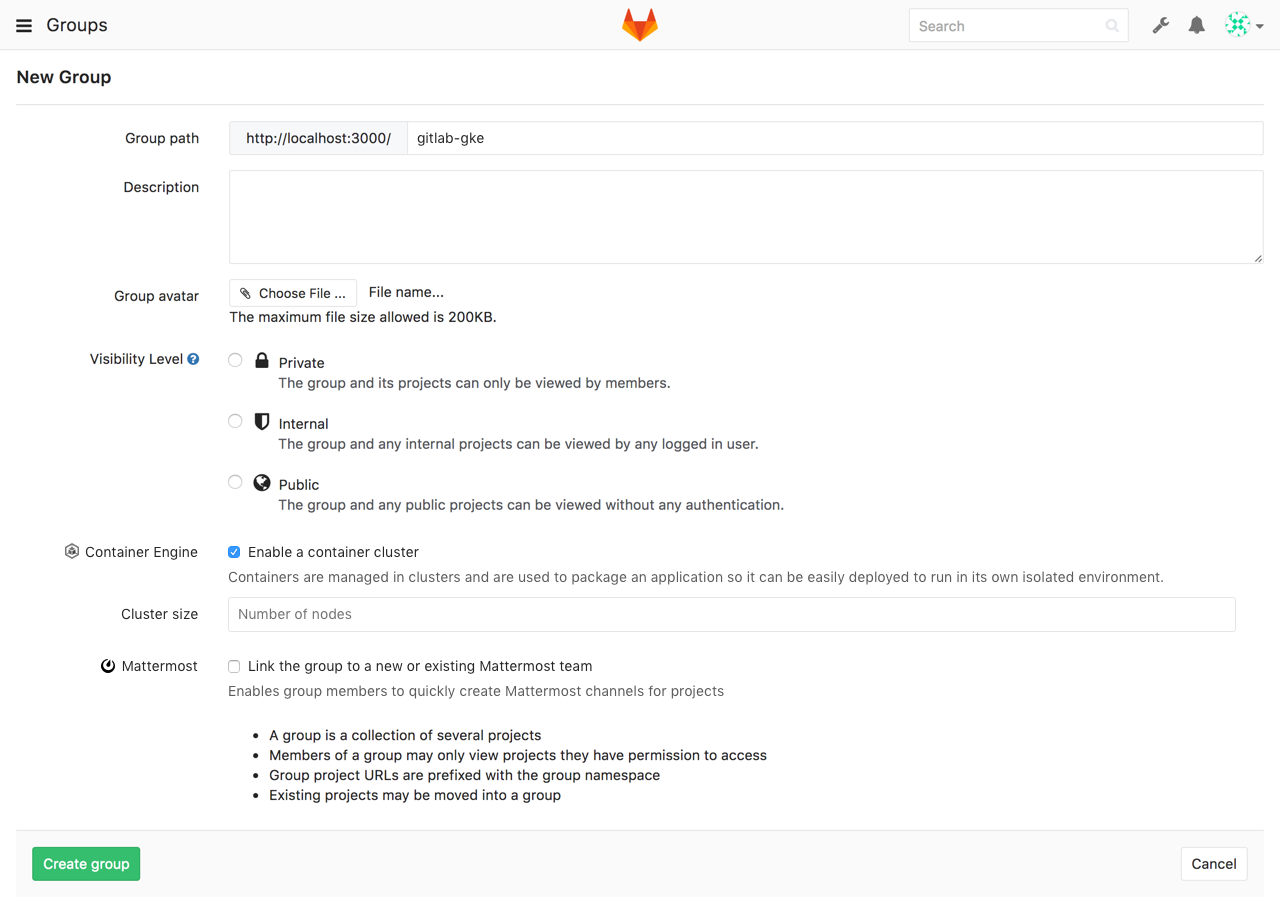 Groups
Search
New Group
Group path
http://localhost:3000/
gitlab-gke
Description
Group avatar
Choose File ...
File name...
The maximum file size allowed is 200KB.
Visibility Level
Private
The group and its projects can only be viewed by members.
Internal
The group and any internal projects can be viewed by any logged in user.
Public
The group and any public projects can be viewed without any authentication.
Container Engine
Enable a container cluster
Containers are managed in clusters and are used to package an application so it can be easily deployed to run in its own isolated environment.
Cluster size
Number of nodes
Mattermost
Link the group to a new or existing Mattermost team
Enables group members to quickly create Mattermost channels for projects
• A group is a collection of several projects
• Members of a group may only view projects they have permission to access
• Group project URLs are prefixed with the group namespace
• Existing projects may be moved into a group
Create group
Cancel